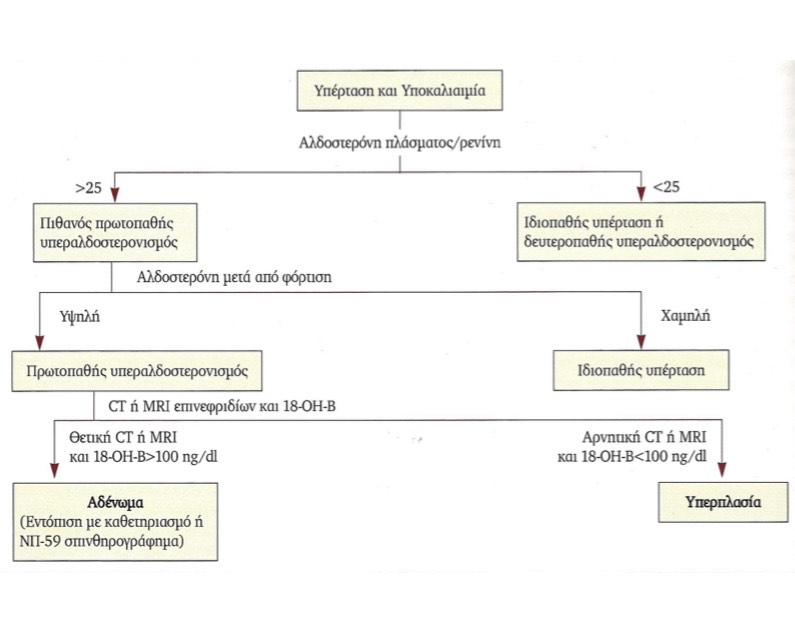 Υπέρταση και Υποκαλιαιμία
Αλδοστερόνη πλάσματος/ρενίνη
>25
<25
Πιθανός πρωτοπαθής
υπεραλδοστερονισμός
Ιδιοπαθής υπέρταση ή
δευτεροπαθής υπεραλδοστερονισμός
Αλδοστερόνη μετά από φόρτιση
Υψηλή
Χαμηλή
Πρωτοπαθής υπεραλδοστερονισμός
Ιδιοπαθής υπέρταση
CT ή MRI επινεφριδίων και 18-OH-B
Θετική CT ή MRI
και 18-OH-B>100 ng/dl
Αρνητική CT ή MRI
και 18-OH-B<100 ng/dl
Αδένωμα
(Εντόπιση με καθετηριασμό ή
ΝΠ-59 σπινθηρογράφημα)
Υπερπλασία